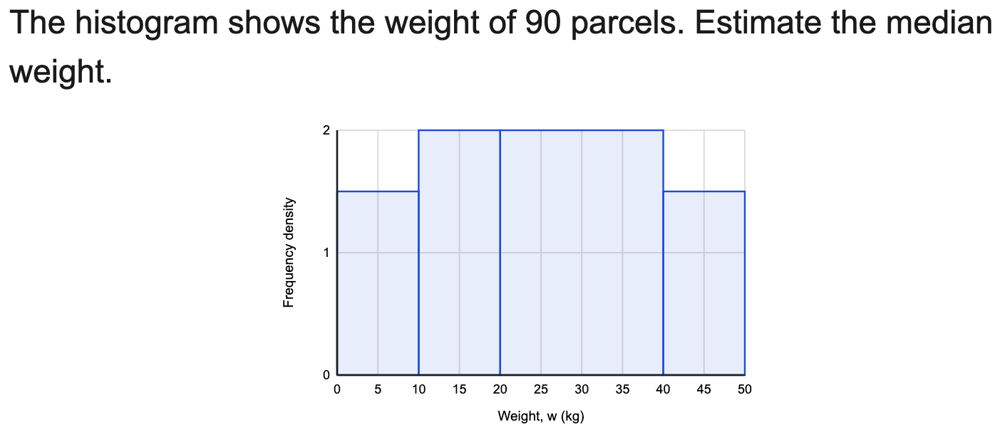 The histogram shows the weight of 90 parcels. Estimate the median
weight.
2
1
0
Frequency density
0 5 10 15 20 25 30 35 40 45 50
Weight, w (kg)